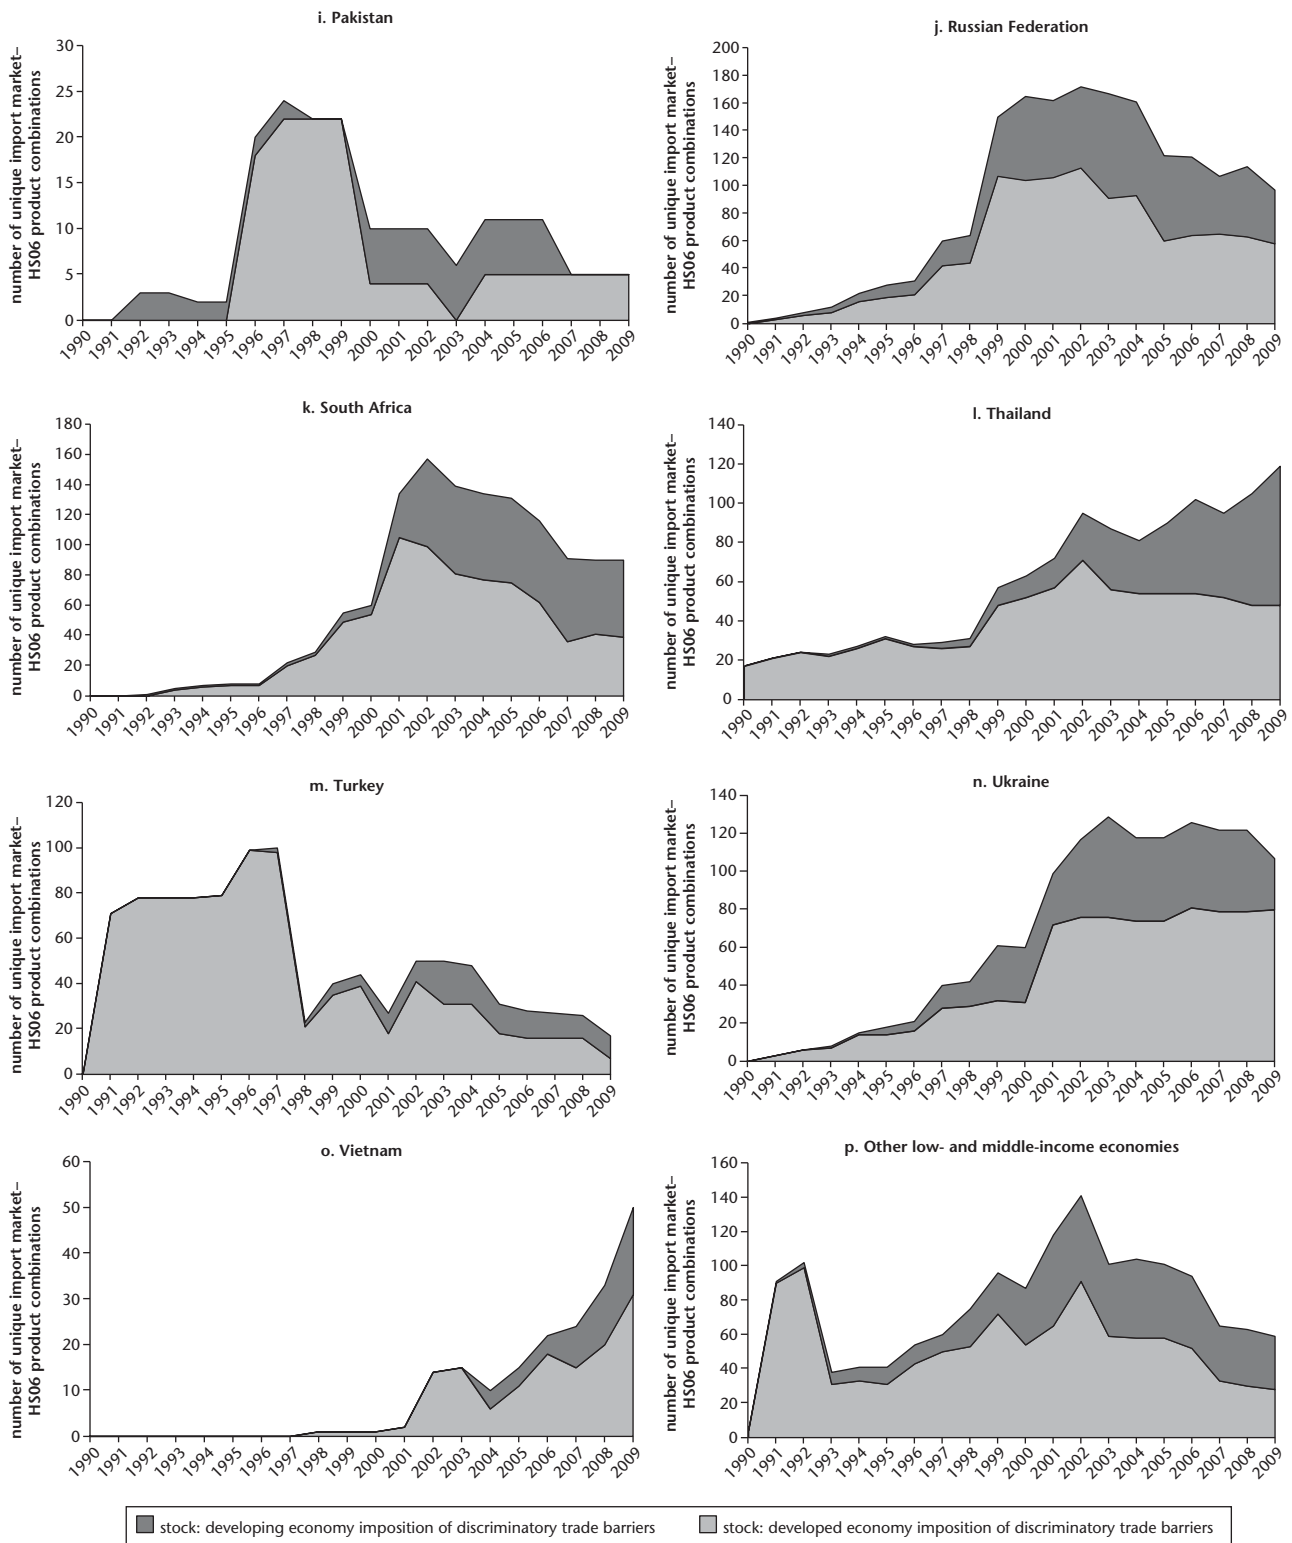 i. Pakistan
number of unique import market–
HS06 product combinations
30
25
20
15
10
5
0
1990 1991 1992 1993 1994 1995 1996 1997 1998 1999 2000 2001 2002 2003 2004 2005 2006 2007 2008 2009
j. Russian Federation
number of unique import market–
HS06 product combinations
200
180
160
140
120
100
80
60
40
20
0
1990 1991 1992 1993 1994 1995 1996 1997 1998 1999 2000 2001 2002 2003 2004 2005 2006 2007 2008 2009
k. South Africa
number of unique import market–
HS06 product combinations
180
160
140
120
100
80
60
40
20
0
1990 1991 1992 1993 1994 1995 1996 1997 1998 1999 2000 2001 2002 2003 2004 2005 2006 2007 2008 2009
l. Thailand
number of unique import market–
HS06 product combinations
140
120
100
80
60
40
20
0
1990 1991 1992 1993 1994 1995 1996 1997 1998 1999 2000 2001 2002 2003 2004 2005 2006 2007 2008 2009
m. Turkey
number of unique import market–
HS06 product combinations
120
100
80
60
40
20
0
1990 1991 1992 1993 1994 1995 1996 1997 1998 1999 2000 2001 2002 2003 2004 2005 2006 2007 2008 2009
n. Ukraine
number of unique import market–
HS06 product combinations
140
120
100
80
60
40
20
0
1990 1991 1992 1993 1994 1995 1996 1997 1998 1999 2000 2001 2002 2003 2004 2005 2006 2007 2008 2009
o. Vietnam
number of unique import market–
HS06 product combinations
60
50
40
30
20
10
0
1990 1991 1992 1993 1994 1995 1996 1997 1998 1999 2000 2001 2002 2003 2004 2005 2006 2007 2008 2009
p. Other low- and middle-income economies
number of unique import market–
HS06 product combinations
160
140
120
100
80
60
40
20
0
1990 1991 1992 1993 1994 1995 1996 1997 1998 1999 2000 2001 2002 2003 2004 2005 2006 2007 2008 2009
stock: developing economy imposition of discriminatory trade barriers
stock: developed economy imposition of discriminatory trade barriers